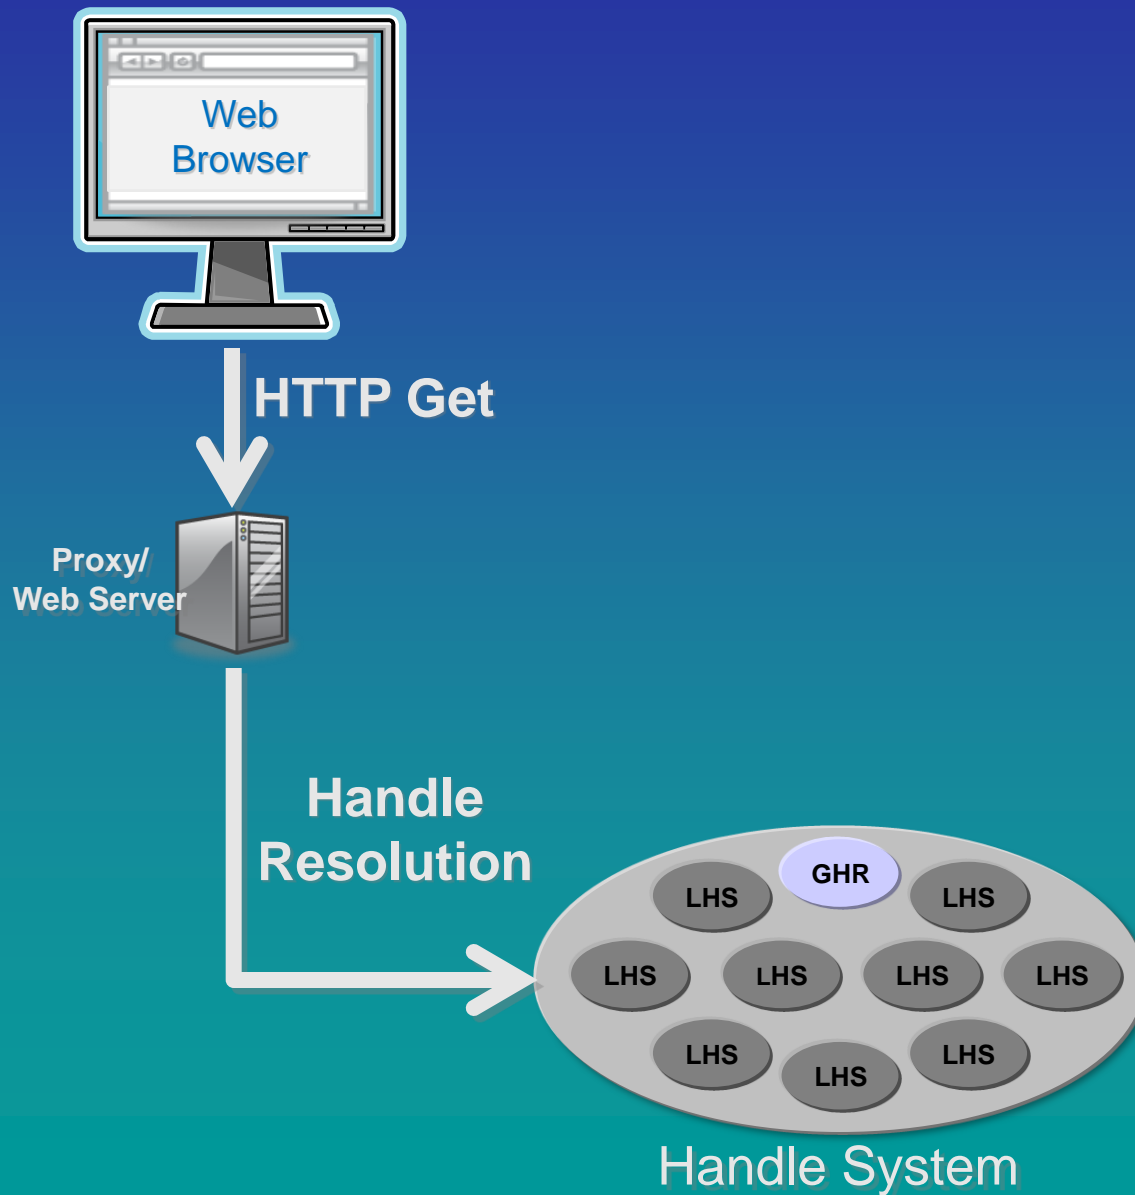 Web
Browser
HTTP Get
Proxy/
Web Server
Handle
Resolution
GHR
LHS
LHS
LHS
LHS
LHS
LHS
LHS
LHS
LHS
Handle System